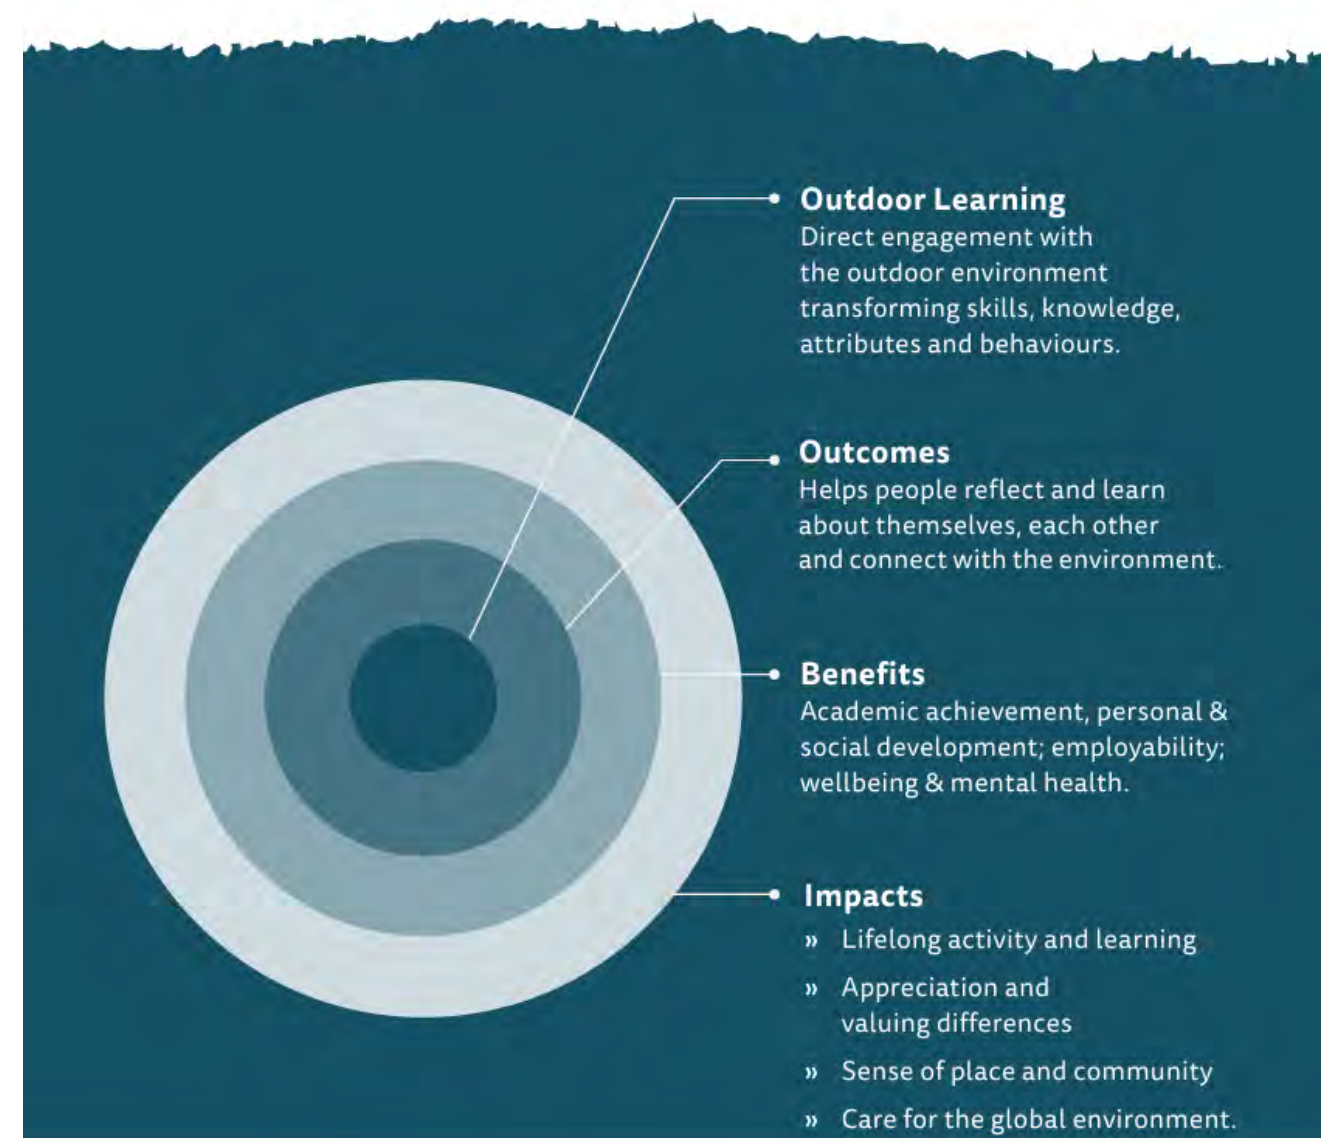 Outdoor Learning
Direct engagement with
the outdoor environment
transforming skills, knowledge,
attributes and behaviours.
Outcomes
Helps people reflect and learn
about themselves, each other
and connect with the environment.
Benefits
Academic achievement, personal &
social development; employability;
wellbeing & mental health.
Impacts
» Lifelong activity and learning
» Appreciation and
valuing differences
» Sense of place and community
» Care for the global environment.